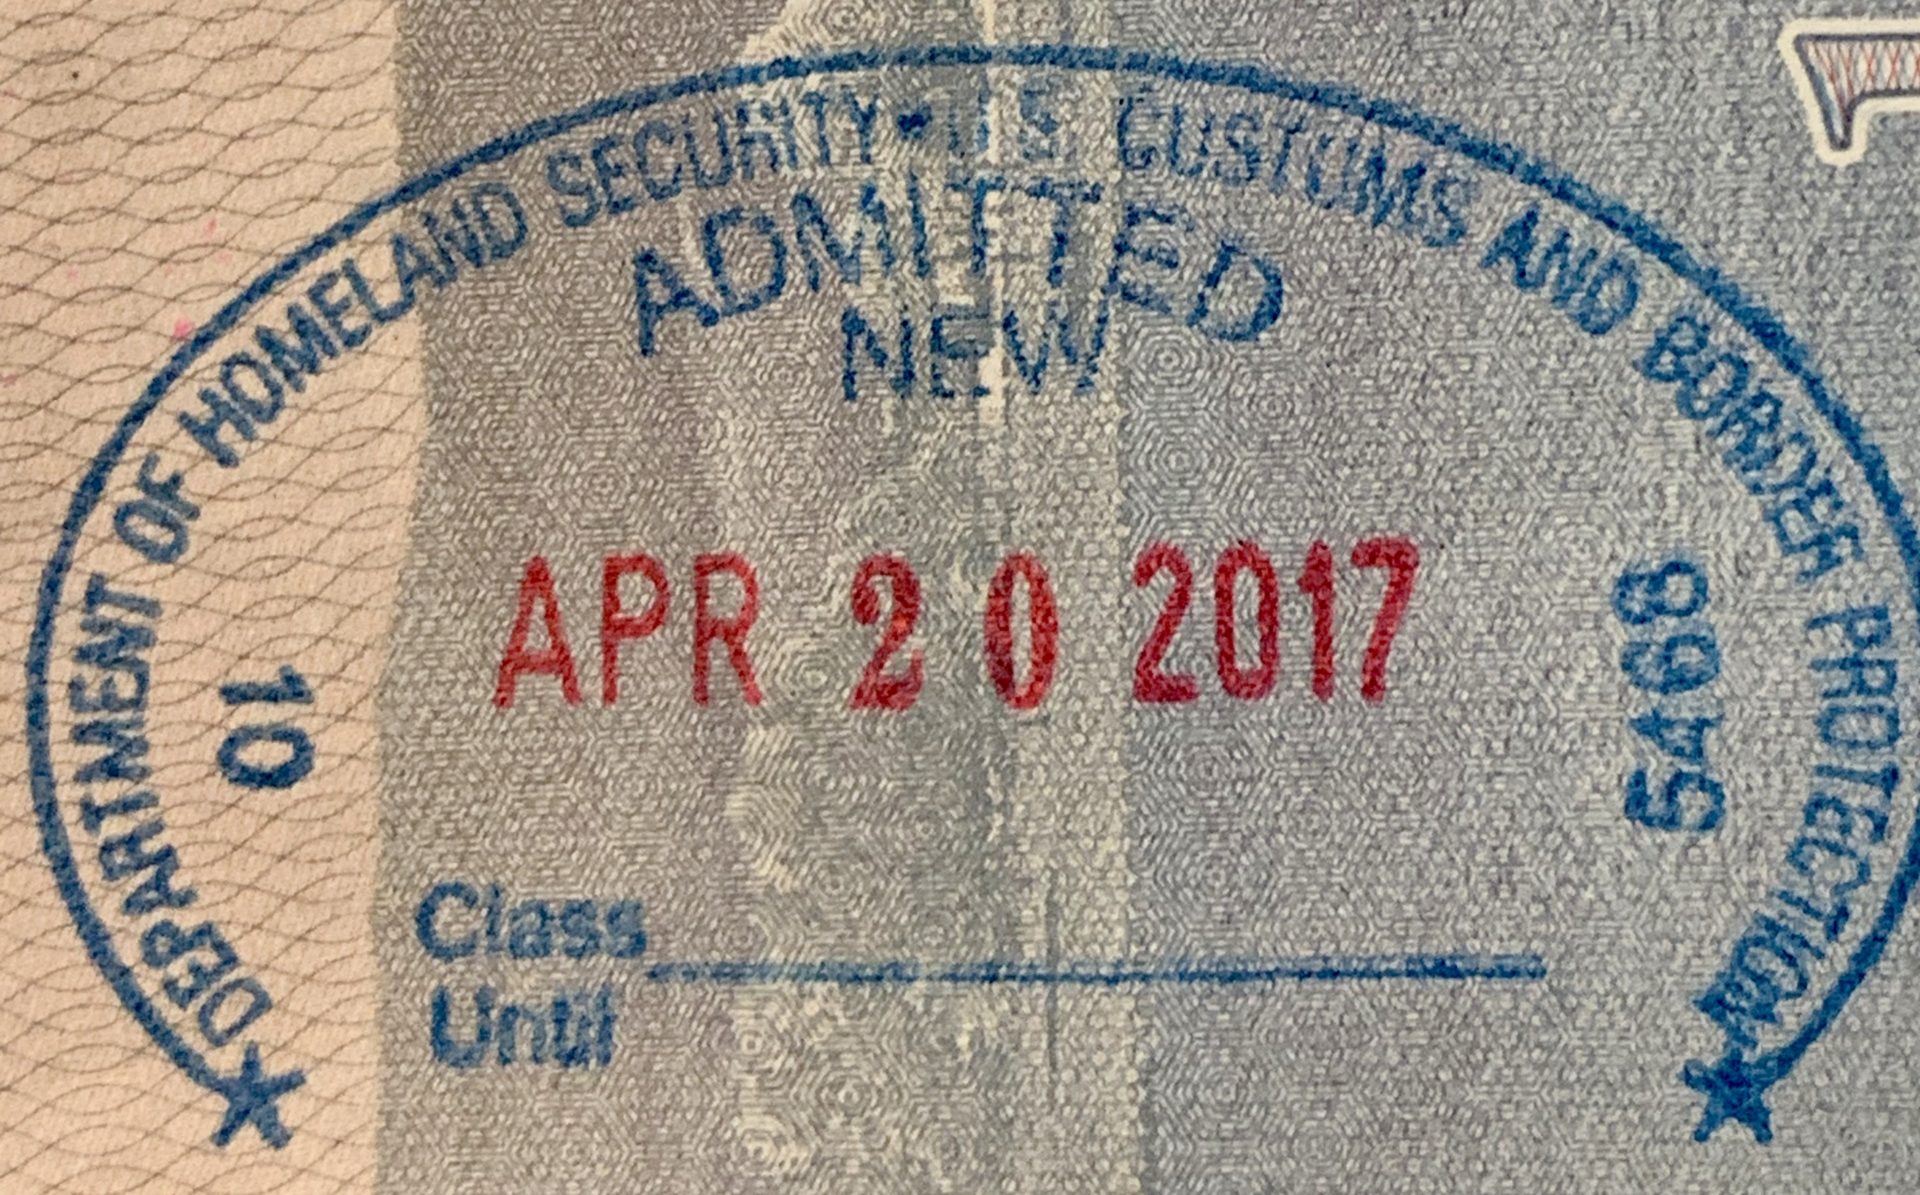 DEPARTMENT OF HOMELAND SECURITY • U.S. CUSTOMS AND BORDER PROTECTION
ADMITTED
NEW
APR 20 2017
10
5468
Class
Until